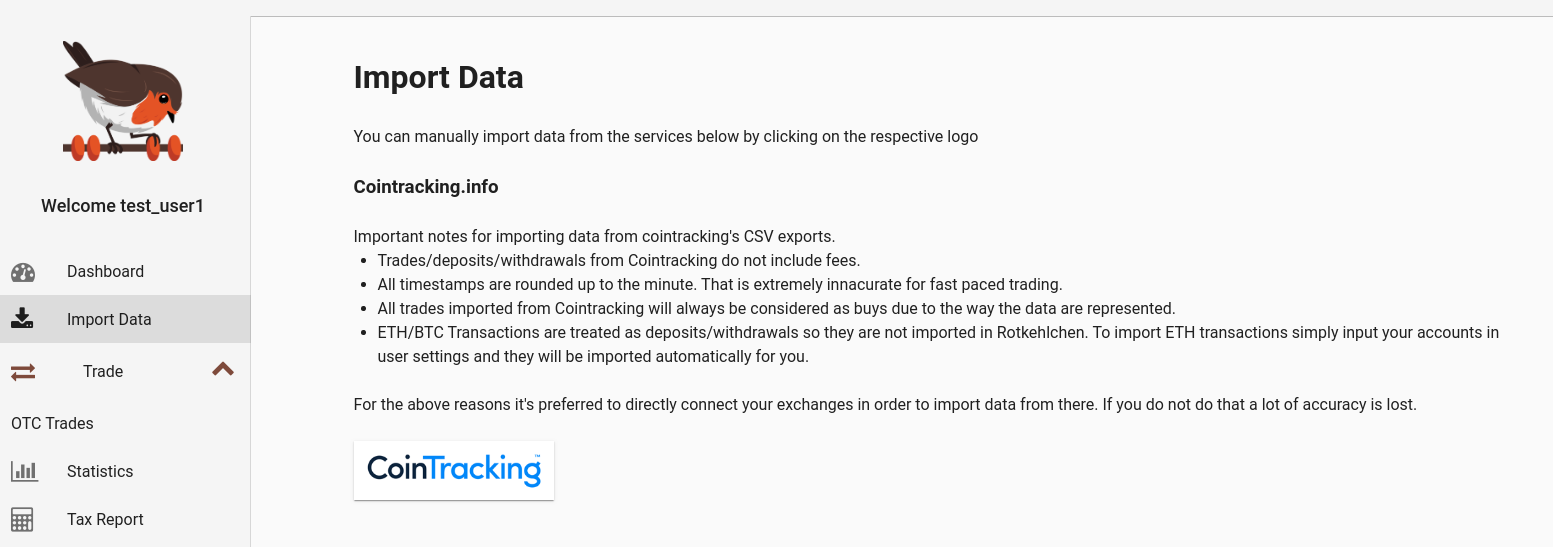 Welcome test_user1
Dashboard
Import Data
Trade
OTC Trades
Statistics
Tax Report
Import Data
You can manually import data from the services below by clicking on the respective logo
Cointracking.info
Important notes for importing data from cointracking's CSV exports.
• Trades/deposits/withdrawals from Cointracking do not include fees.
• All timestamps are rounded up to the minute. That is extremely innacurate for fast paced trading.
• All trades imported from Cointracking will always be considered as buys due to the way the data are represented.
• ETH/BTC Transactions are treated as deposits/withdrawals so they are not imported in Rotkehlchen. To import ETH transactions simply input your accounts in
user settings and they will be imported automatically for you.
For the above reasons it's preferred to directly connect your exchanges in order to import data from there. If you do not do that a lot of accuracy is lost.
CoinTracking™